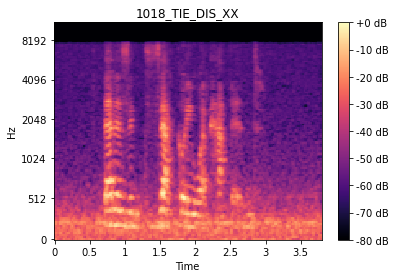 1018_TIE_DIS_XX
8192
4096
2048
1024
512
0
Hz
0 0.5 1 1.5 2 2.5 3 3.5
Time
+0 dB
-10 dB
-20 dB
-30 dB
-40 dB
-50 dB
-60 dB
-70 dB
-80 dB